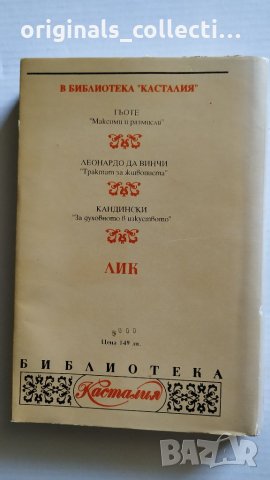 originals_collecti...
В БИБЛИОТЕКА "КАСТАЛИЯ"
ГЬОТЕ
"Максими и размисли"
ЛЕОНАРДО ДА ВИНЧИ
"Трактат за живописта"
КАНДИНСКИ
"За духовното в изкуството"
ЛИК
Цена 149 лв.
БИБЛИОТЕКА
Касталия
BAZAR